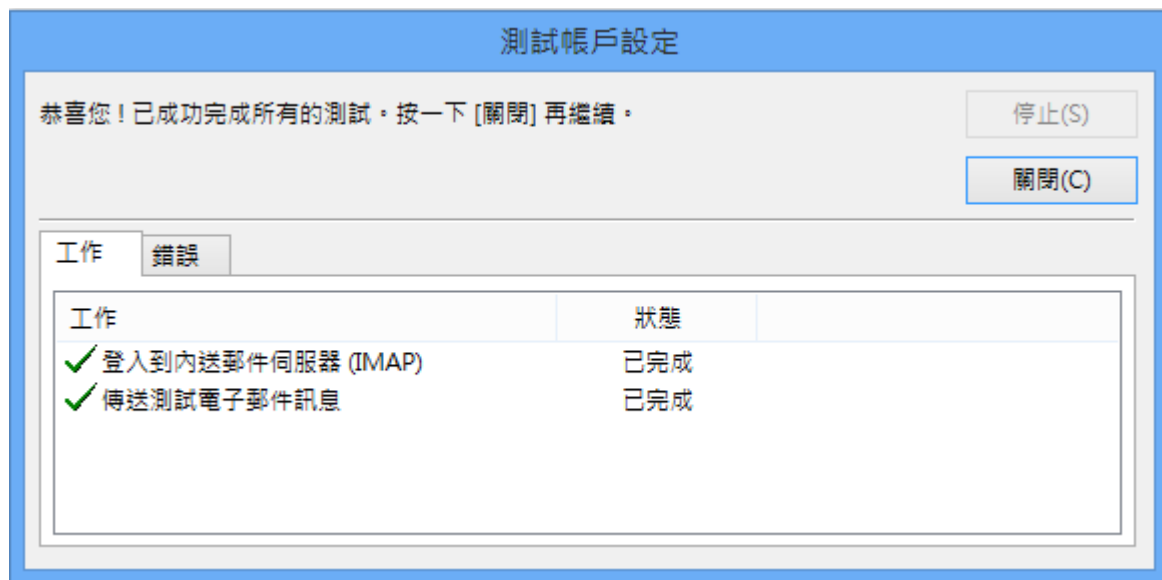 測試帳戶設定
恭喜您！已成功完成所有的測試。按一下 [關閉] 再繼續。
停止(S)
關閉(C)
工作 錯誤
工作 狀態
登入到內送郵件伺服器 (IMAP) 已完成
傳送測試電子郵件訊息 已完成